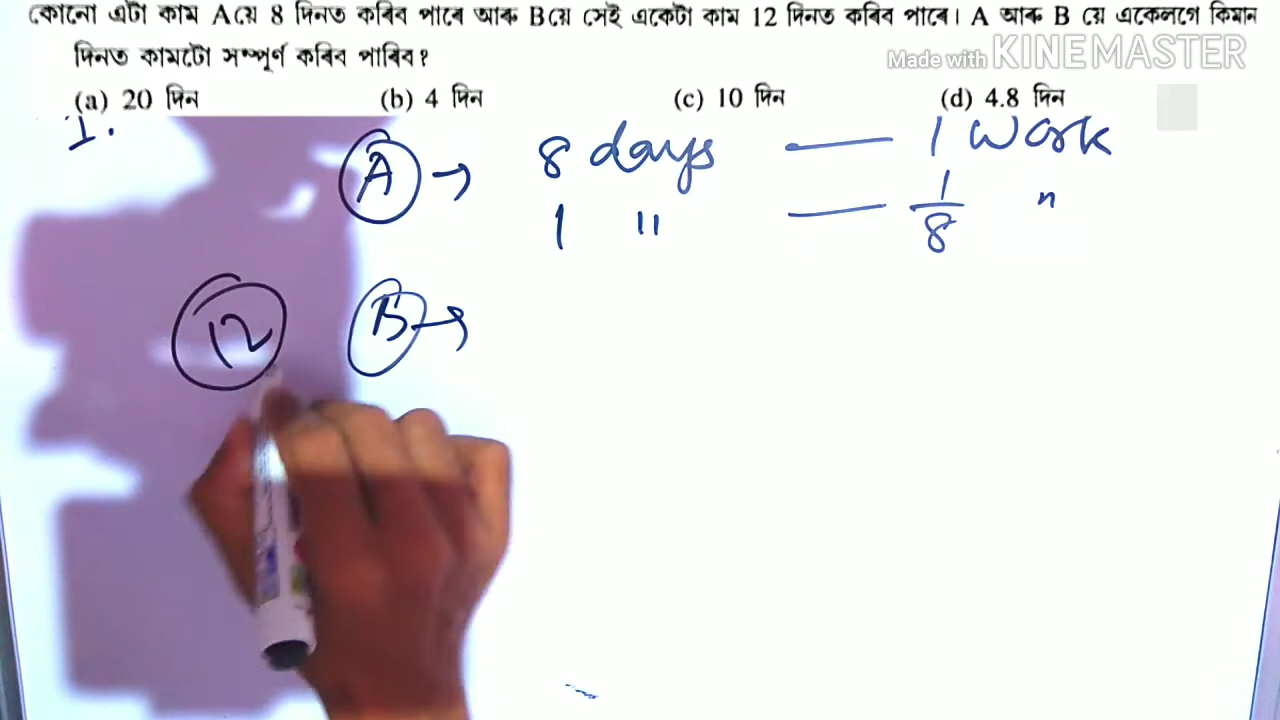 কোনো এটা কাম Aয়ে 8 দিনত কৰিব পাৰে আৰু Bয়ে সেই একেটা কাম 12 দিনত কৰিব পাৰে। A আৰু B য়ে একেলগে কিমান
দিনত কামটো সম্পূৰ্ণ কৰিব পাৰিব?
Made with KINEMASTER
(a) 20 দিন (b) 4 দিন (c) 10 দিন (d) 4.8 দিন
I.
A → 8 days — 1 work
1 " — 1/8 "
12 B →